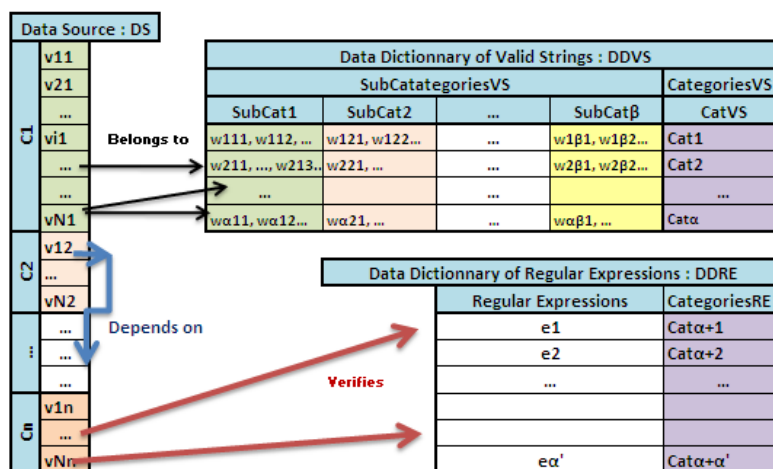 Data Source : DS
C1
v11
v21
...
vi1
...
...
vN1
C2
v12
...
vN2
...
...
...
...
Cn
v1n
...
vNn
Belongs to
Depends on
Verifies
Data Dictionnary of Valid Strings : DDVS
SubCatategoriesVS CategoriesVS
SubCat1 SubCat2 ... SubCatβ CatVS
w111, w112, ... w121, w122... ... w1β1, w1β2... Cat1
w211, ..., w213.. w221, ... ... w2β1, w2β2... Cat2
... ... ...
wα11, wα12... wα21, ... ... wαβ1, ... Catα
Data Dictionnary of Regular Expressions : DDRE
Regular Expressions CategoriesRE
e1 Catα+1
e2 Catα+2
... ...
eα' Catα+α'